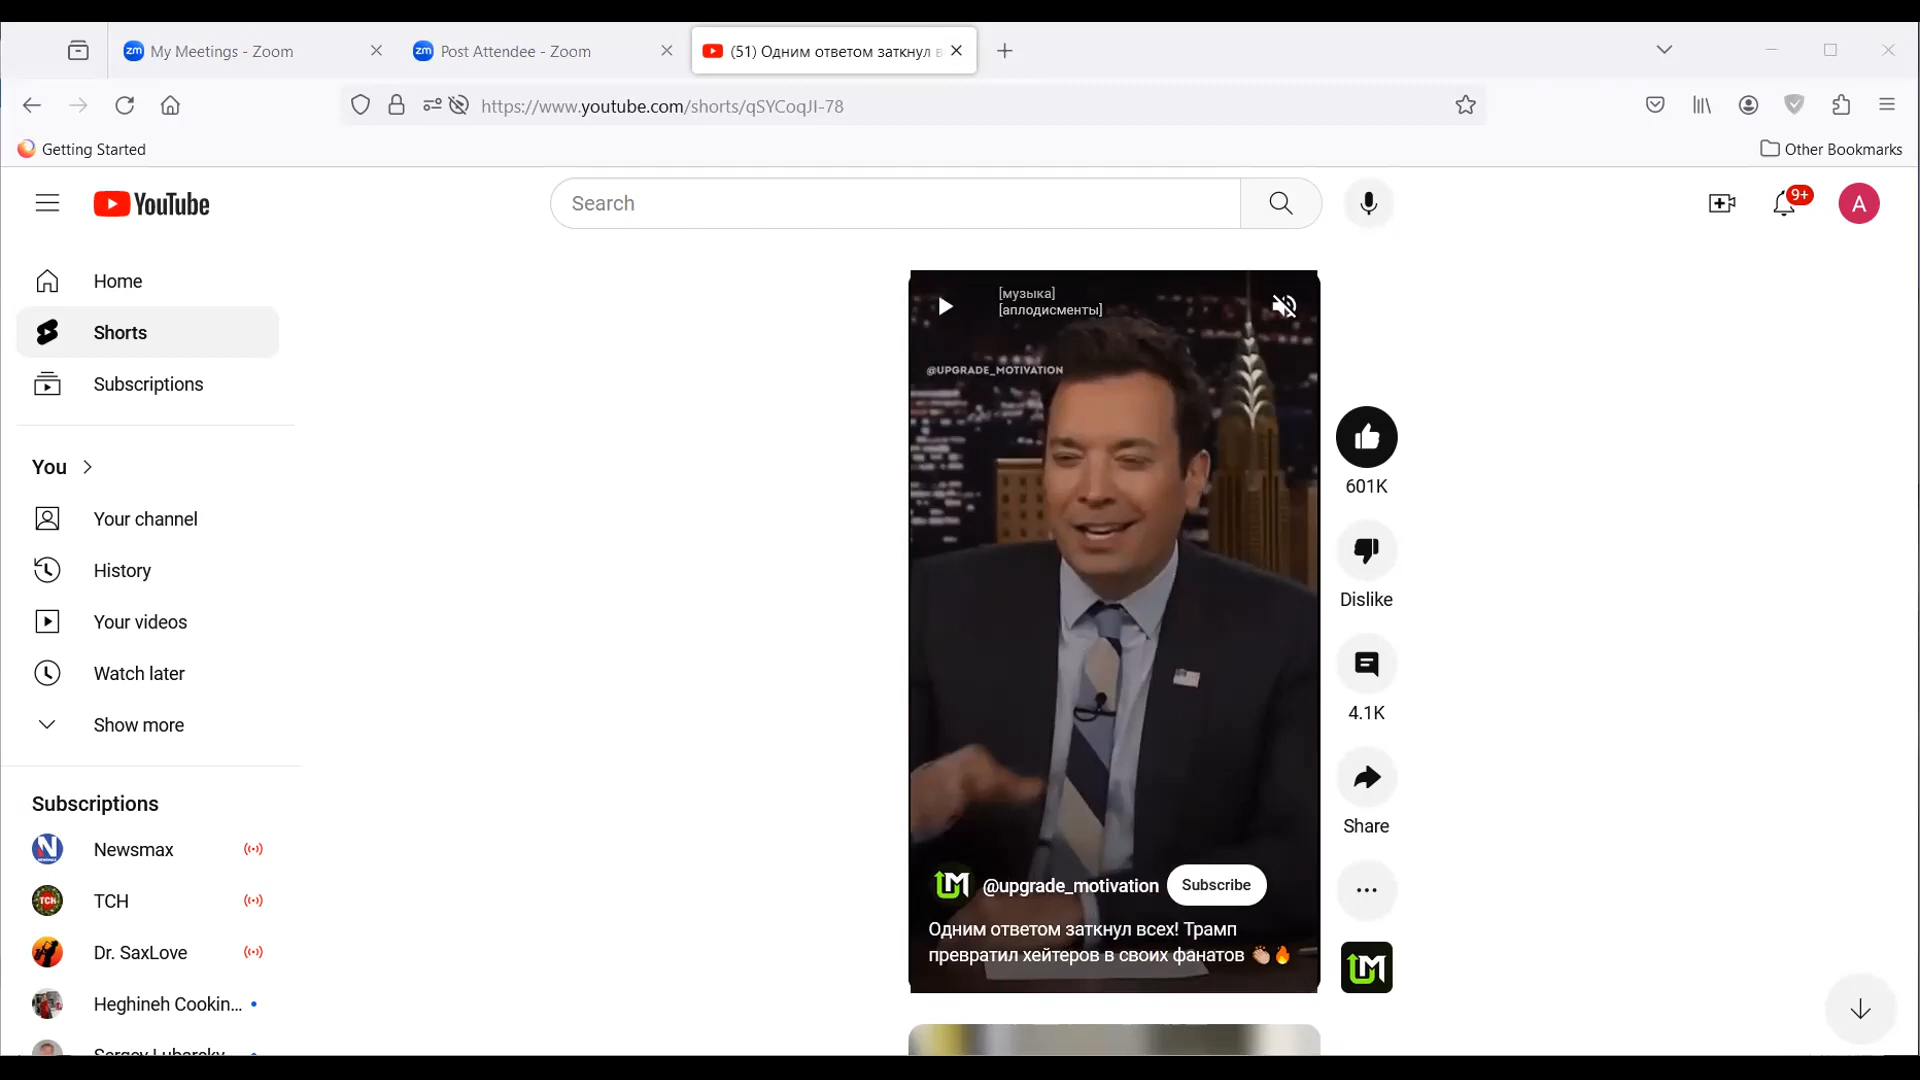 My Meetings - Zoom
Post Attendee - Zoom
(51) Одним ответом заткнул в
https://www.youtube.com/shorts/qSYCoqJI-78
Getting Started
Other Bookmarks
YouTube
Search
9+
A
Home
Shorts
Subscriptions
You
Your channel
History
Your videos
Watch later
Show more
Subscriptions
Newsmax
ТСН
Dr. SaxLove
Heghineh Cookin...
Sergey Lubarsky
[музыка]
[аплодисменты]
@UPGRADE_MOTIVATION
@upgrade_motivation
Subscribe
Одним ответом заткнул всех! Трамп
превратил хейтеров в своих фанатов 👏🏻🔥
601K
Dislike
4.1K
Share